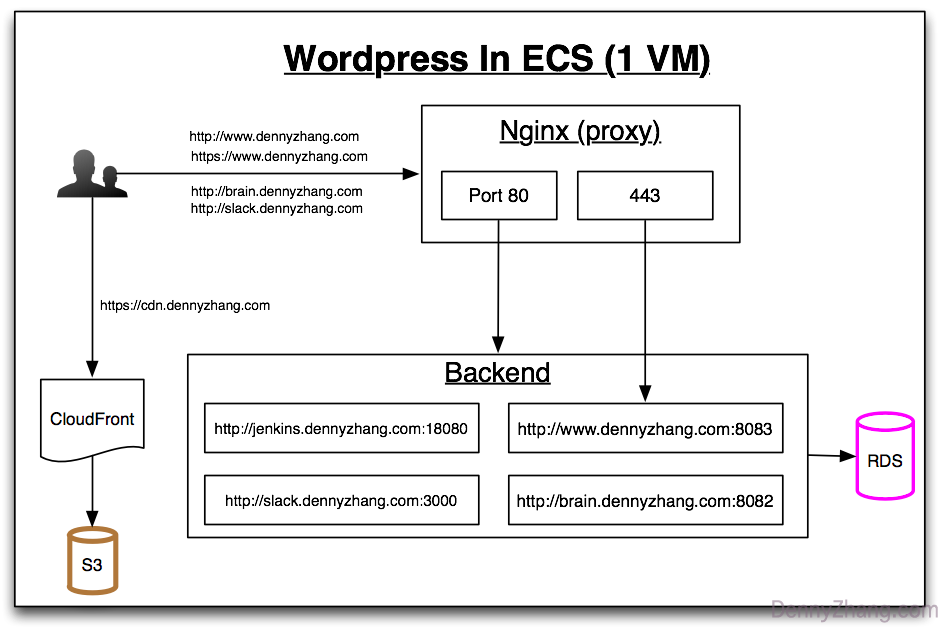 Wordpress In ECS (1 VM)
http://www.dennyzhang.com
https://www.dennyzhang.com
http://brain.dennyzhang.com
http://slack.dennyzhang.com
Nginx (proxy)
Port 80
443
https://cdn.dennyzhang.com
CloudFront
S3
Backend
http://jenkins.dennyzhang.com:18080
http://www.dennyzhang.com:8083
http://slack.dennyzhang.com:3000
http://brain.dennyzhang.com:8082
RDS
DennyZhang.com